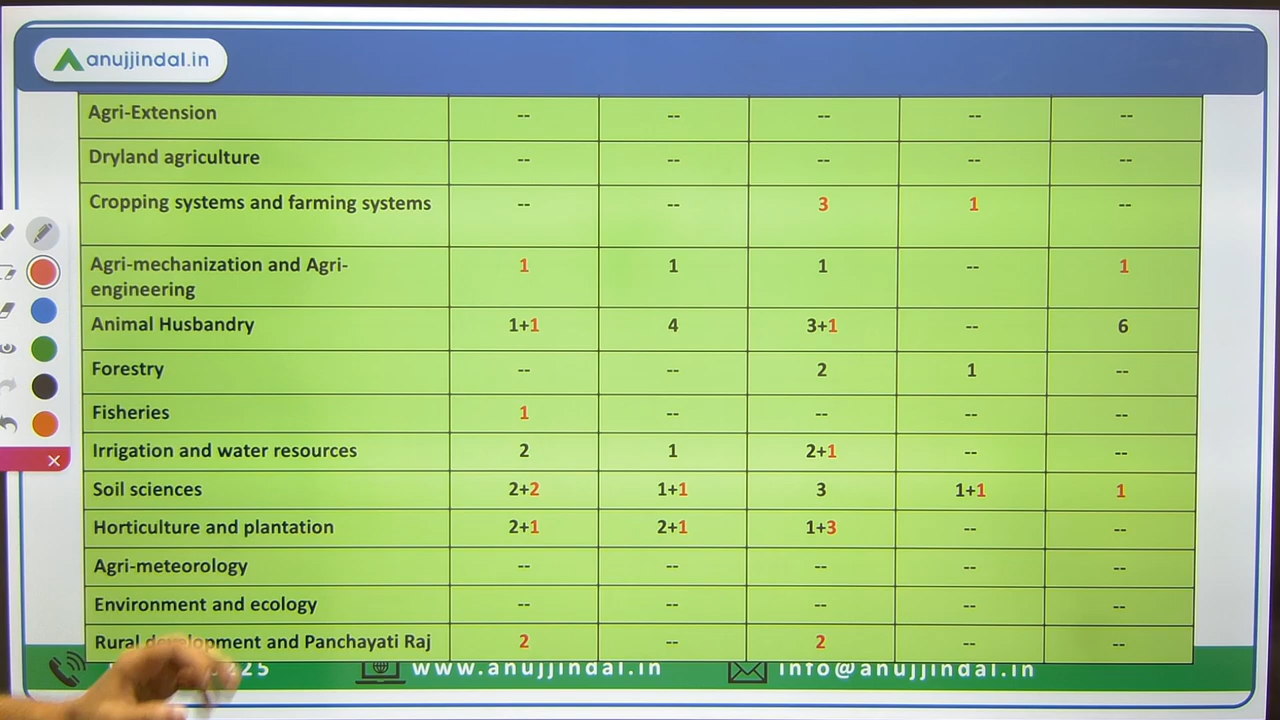 anujjindal.in
Agri-Extension -- -- -- -- --
Dryland agriculture -- -- -- -- --
Cropping systems and farming systems -- -- 3 1 --
Agri-mechanization and Agri-
engineering 1 1 1 -- 1
Animal Husbandry 1+1 4 3+1 -- 6
Forestry -- -- 2 1 --
Fisheries 1 -- -- -- --
Irrigation and water resources 2 1 2+1 -- --
Soil sciences 2+2 1+1 3 1+1 1
Horticulture and plantation 2+1 2+1 1+3 -- --
Agri-meteorology -- -- -- -- --
Environment and ecology -- -- -- -- --
Rural development and Panchayati Raj 2 -- 2 -- --
25 www.anujjindal.in info@anujjindal.in